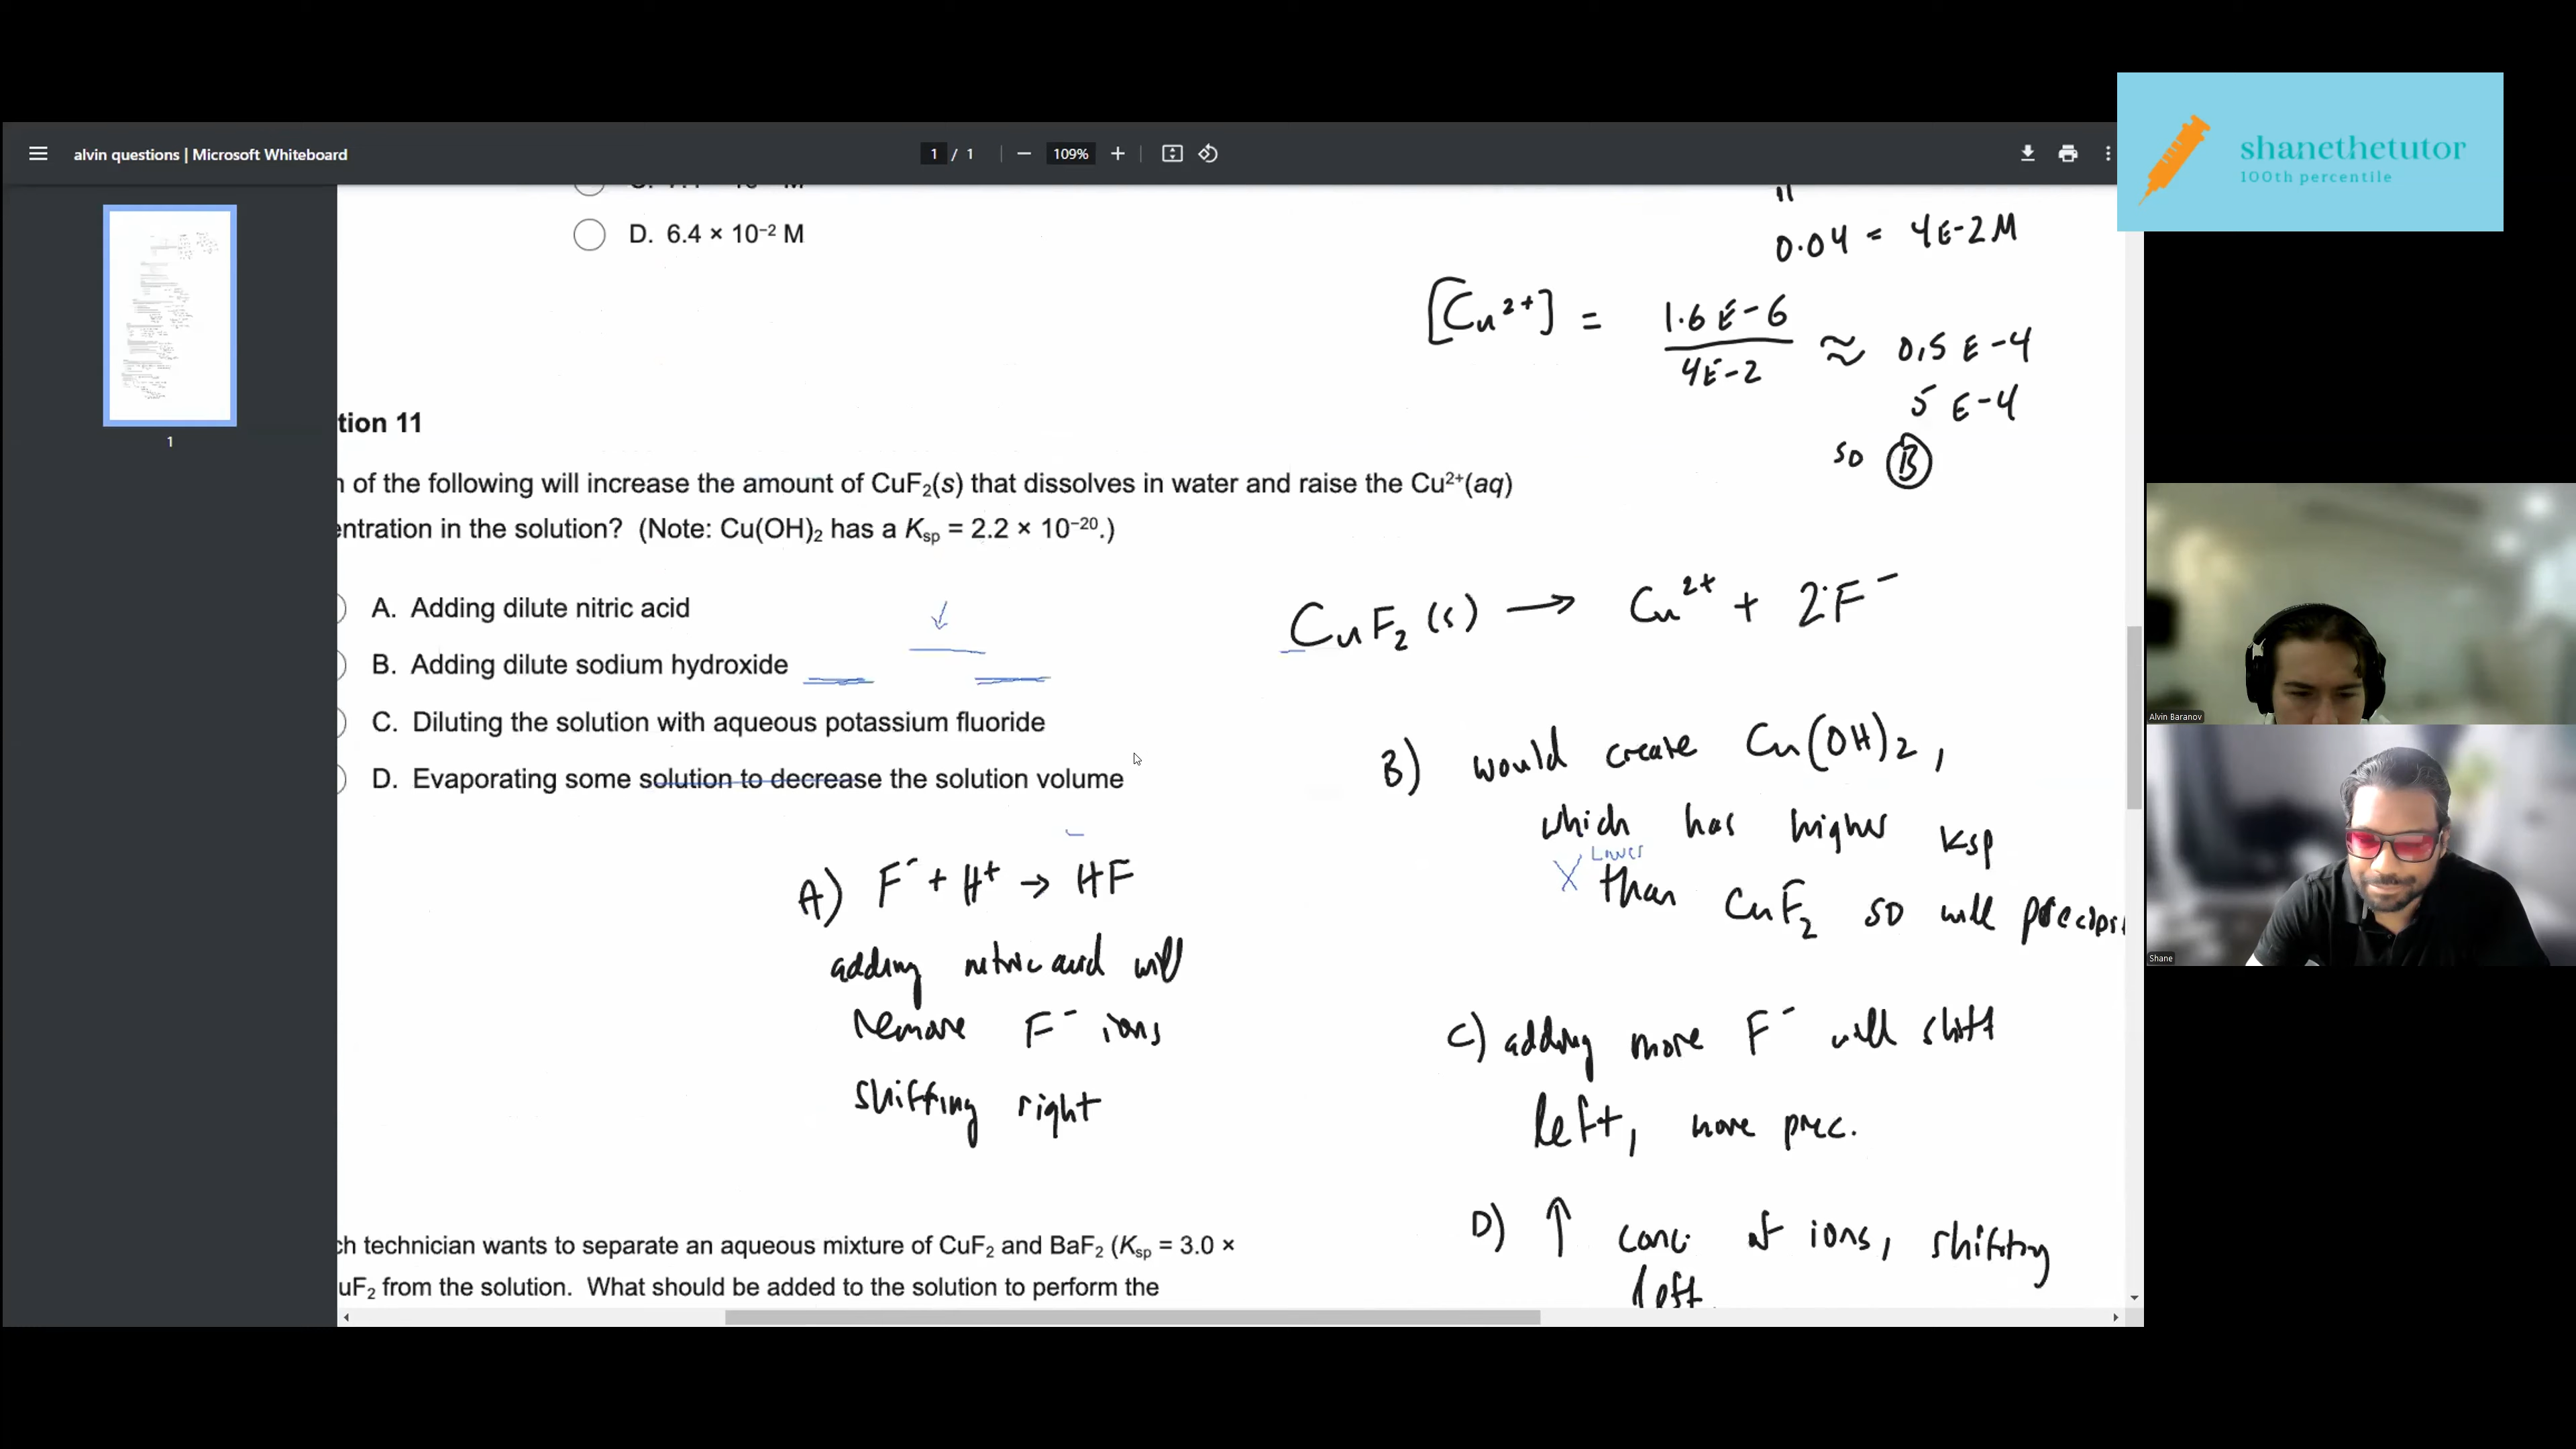 alvin questions | Microsoft Whiteboard
1 / 1
109%
shanethetutor
100th percentile
D. 6.4 × 10⁻² M
0.04 = 4E-2M
[Cu²⁺] = 1.6E-6 / 4E-2 ≈ 0.5E-4
5E-4
so B
1
tion 11
of the following will increase the amount of CuF₂(s) that dissolves in water and raise the Cu²⁺(aq)
entration in the solution? (Note: Cu(OH)₂ has a Ksp = 2.2 × 10⁻²⁰.)
A. Adding dilute nitric acid
B. Adding dilute sodium hydroxide
C. Diluting the solution with aqueous potassium fluoride
D. Evaporating some solution to decrease the solution volume
CuF₂(s) → Cu²⁺ + 2F⁻
A) F⁻ + H⁺ → HF
adding nitric acid will
remove F⁻ ions
shifting right
B) would create Cu(OH)₂,
which has higher Ksp
X Lower
than CuF₂ so will precipi
C) adding more F⁻ will shift
left, more prec.
D) ↑ conc. of ions, shifting
left.
ch technician wants to separate an aqueous mixture of CuF₂ and BaF₂ (Ksp = 3.0 ×
uF₂ from the solution. What should be added to the solution to perform the
Alvin Baranov
Shane